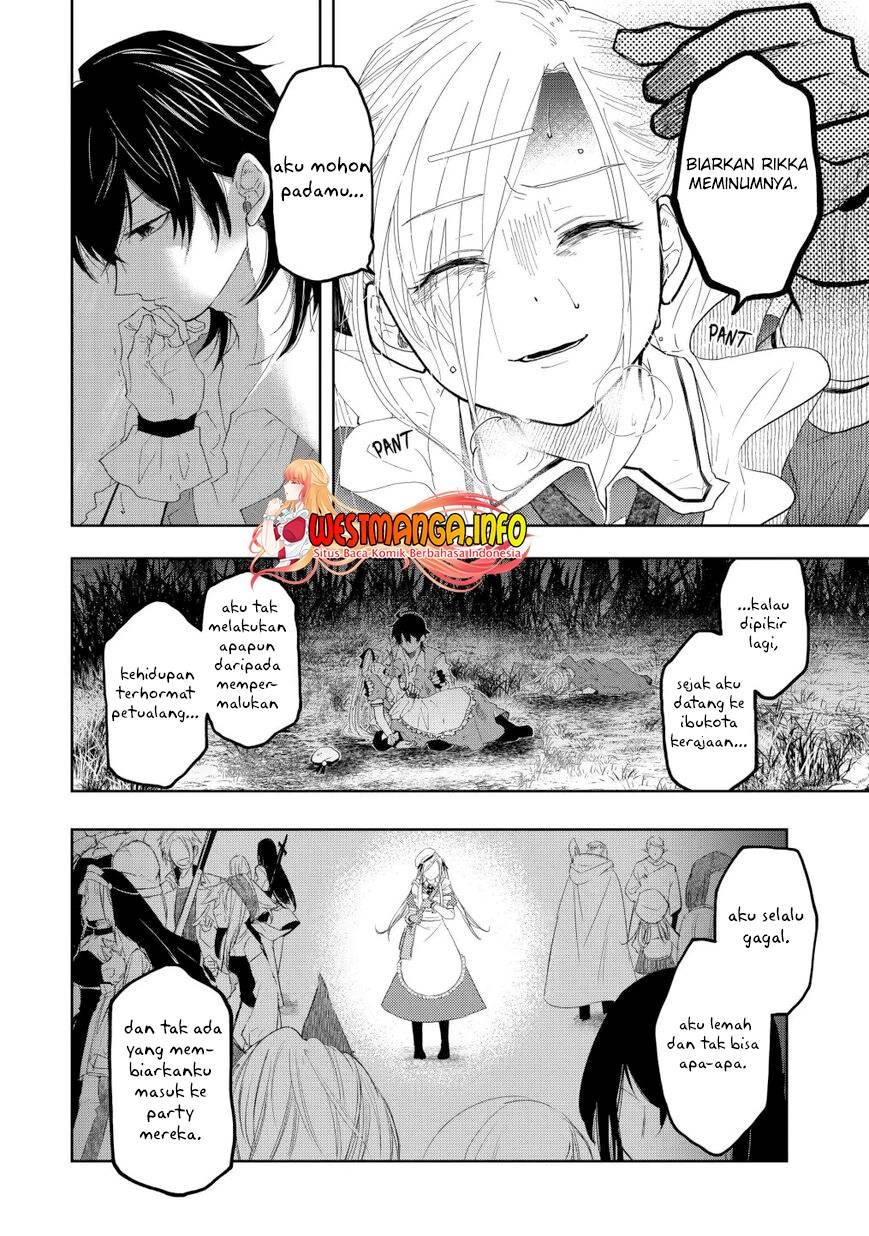 BIARKAN RIKKA
MEMINUMNYA.
PANT
aku mohon
padamu...
PANT
WESTMANGA.INFO
Situs Baca Komik Berbahasa Indonesia
...kalau
dipikir
lagi,
sejak aku
datang ke
ibukota
kerajaan...
aku tak
melakukan
apapun
daripada
memper-
malukan
kehidupan
terhormat
petualang...
aku selalu
gagal.
aku lemah
dan tak bisa
apa-apa.
dan tak ada
yang mem-
biarkanku
masuk ke
party
mereka.